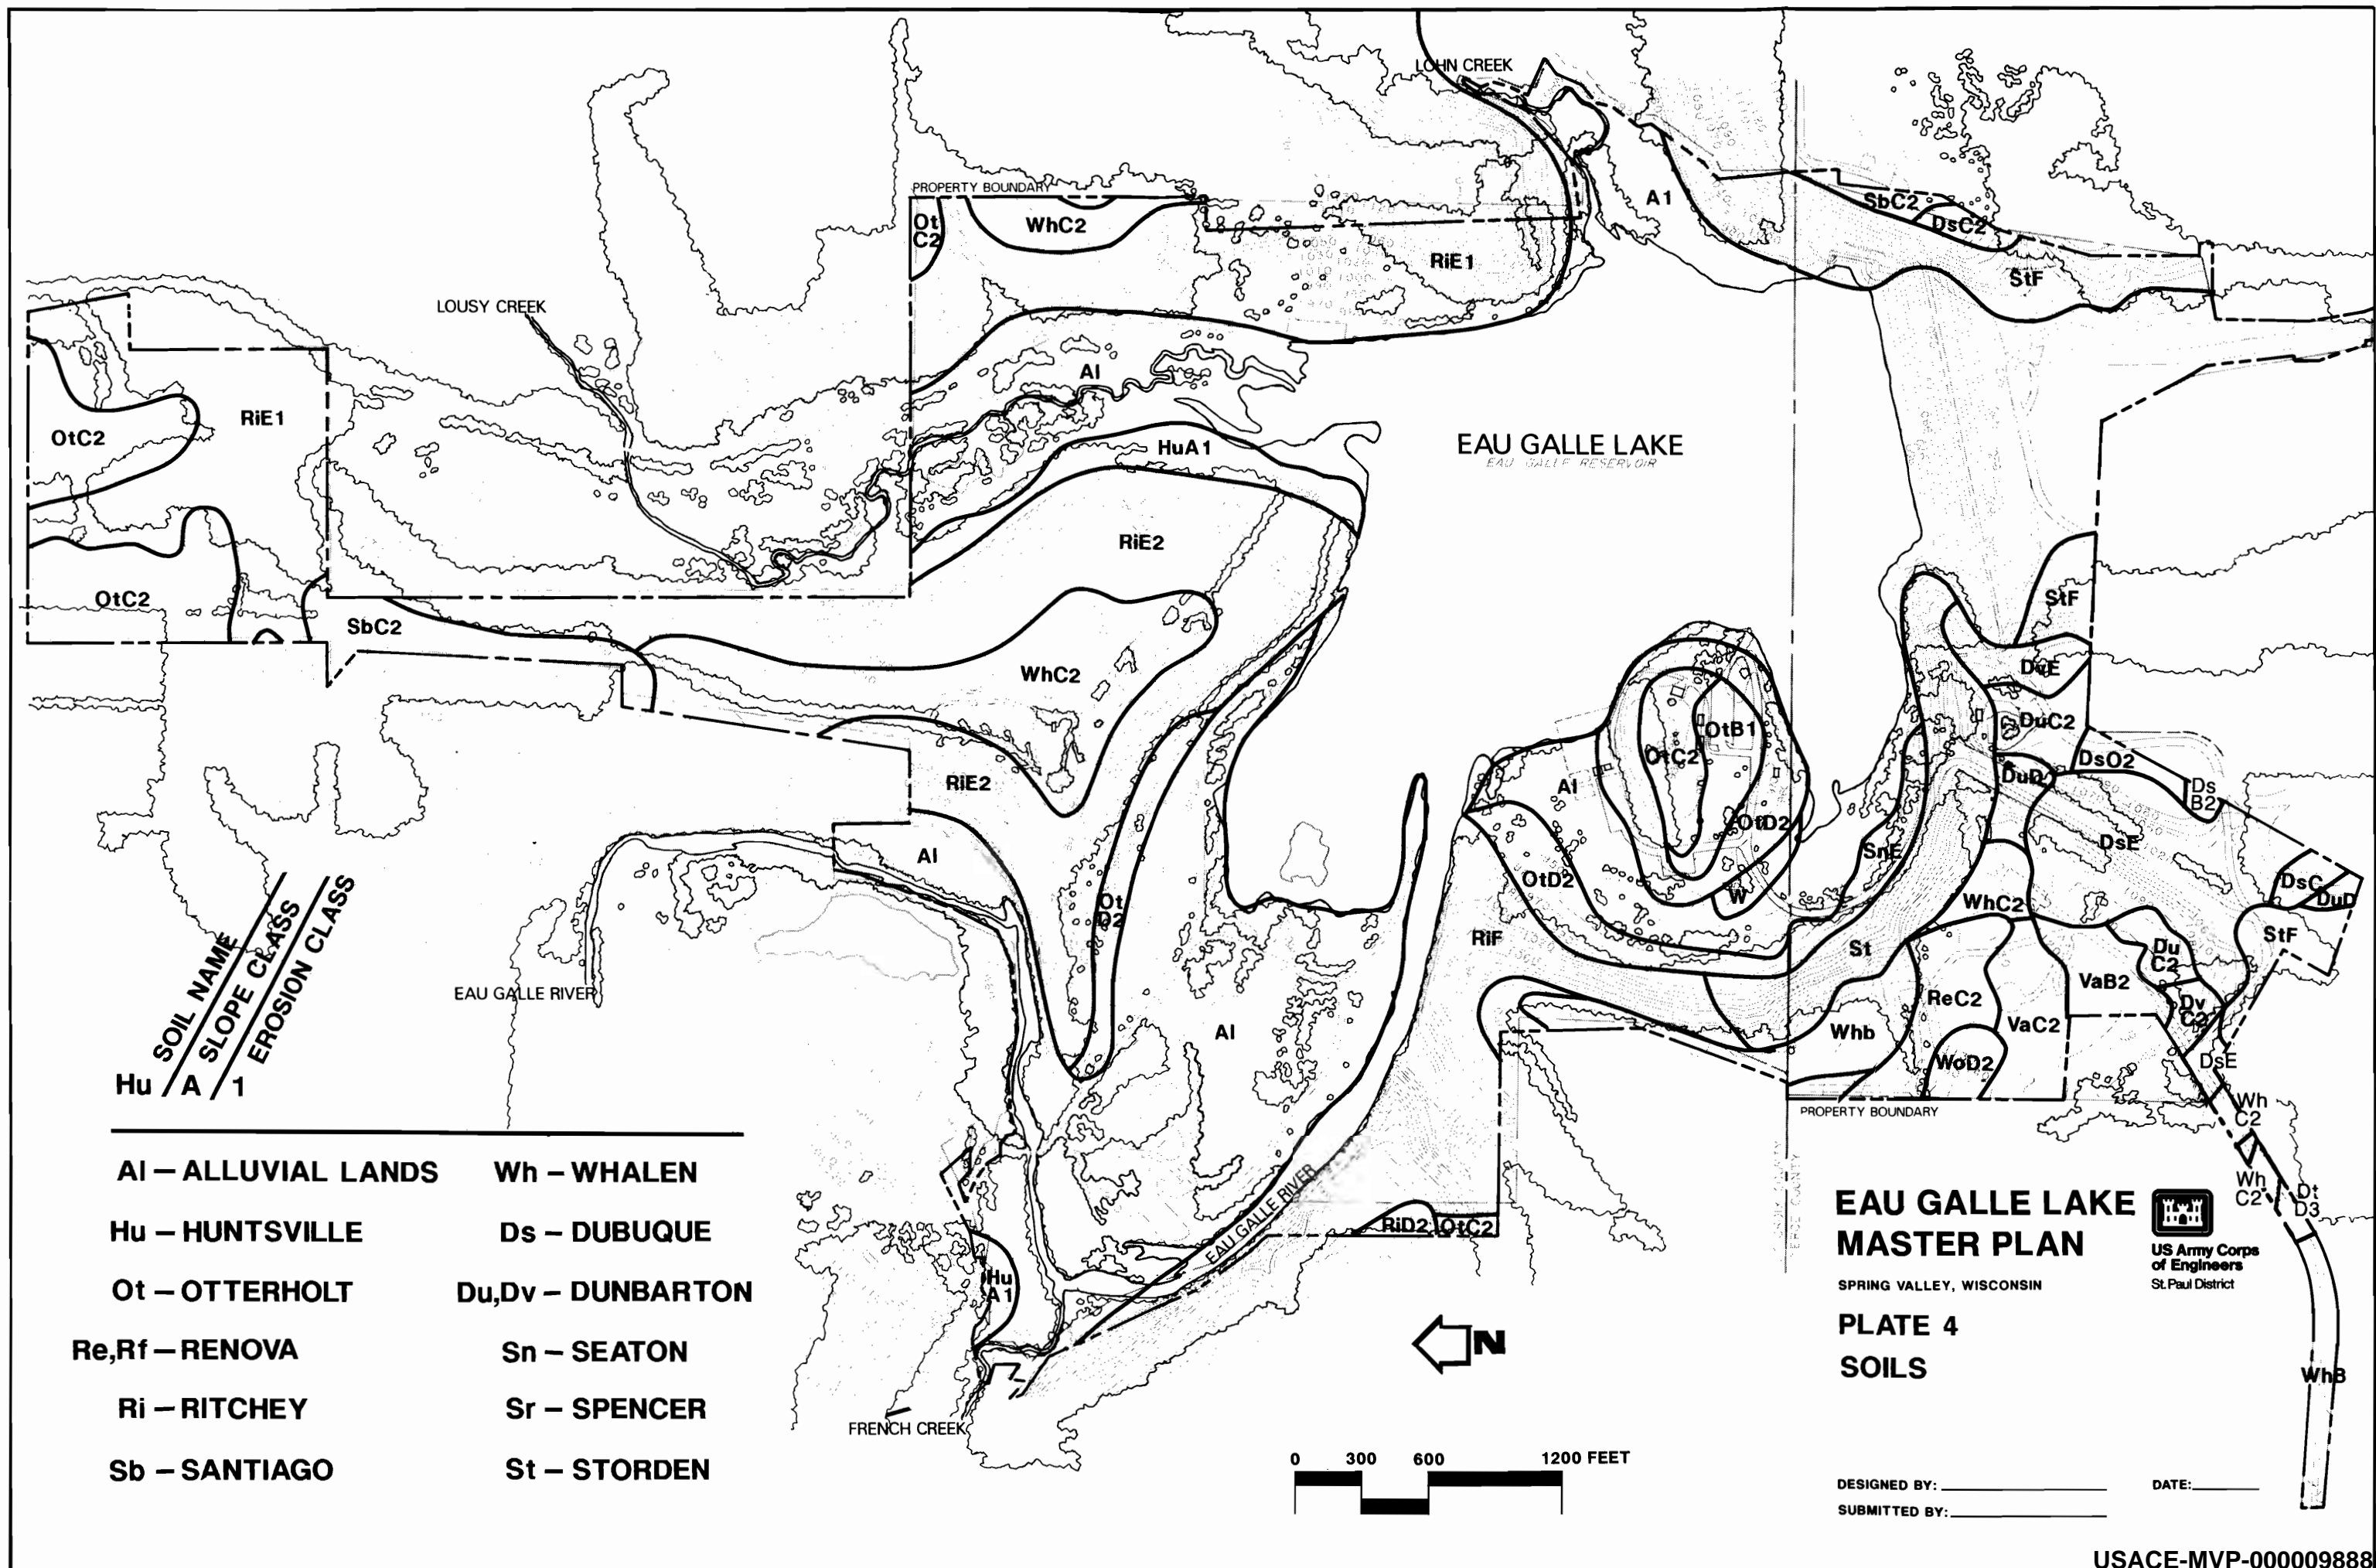 LOHN CREEK
PROPERTY BOUNDARY
Ot
C2
WhC2
A1
SbC2
DsC2
RiE1
StF
LOUSY CREEK
Al
OtC2
RiE1
HuA1
EAU GALLE LAKE
EAU GALLE RESERVOIR
RiE2
OtC2
SbC2
StF
WhC2
DvE
DuC2
OtB1
OtC2
RiE2
Al
DuD
DsO2
Ds
B2
OtD2
Al
SnE
DsE
OtD2
W
Ot
D2
WhC2
DsC
DuD
RiF
St
StF
Du
C2
VaB2
EAU GALLE RIVER
Al
ReC2
Dv
C2
Whb
VaC2
WoD2
DsE
SOIL NAME
SLOPE CLASS
EROSION CLASS
Hu / A / 1
Wh
C2
PROPERTY BOUNDARY
Wh
C2
Dt
D3
Al — ALLUVIAL LANDS
Hu — HUNTSVILLE
Ot — OTTERHOLT
Re,Rf — RENOVA
Ri — RITCHEY
Sb — SANTIAGO
Wh — WHALEN
Ds — DUBUQUE
Du,Dv — DUNBARTON
Sn — SEATON
Sr — SPENCER
St — STORDEN
EAU GALLE RIVER
RiD2
OtC2
Hu
A1
FRENCH CREEK
N
0 300 600 1200 FEET
EAU GALLE LAKE
MASTER PLAN
SPRING VALLEY, WISCONSIN
PLATE 4
SOILS
US Army Corps
of Engineers
St. Paul District
WhB
DESIGNED BY:
DATE:
SUBMITTED BY:
USACE-MVP-000009888